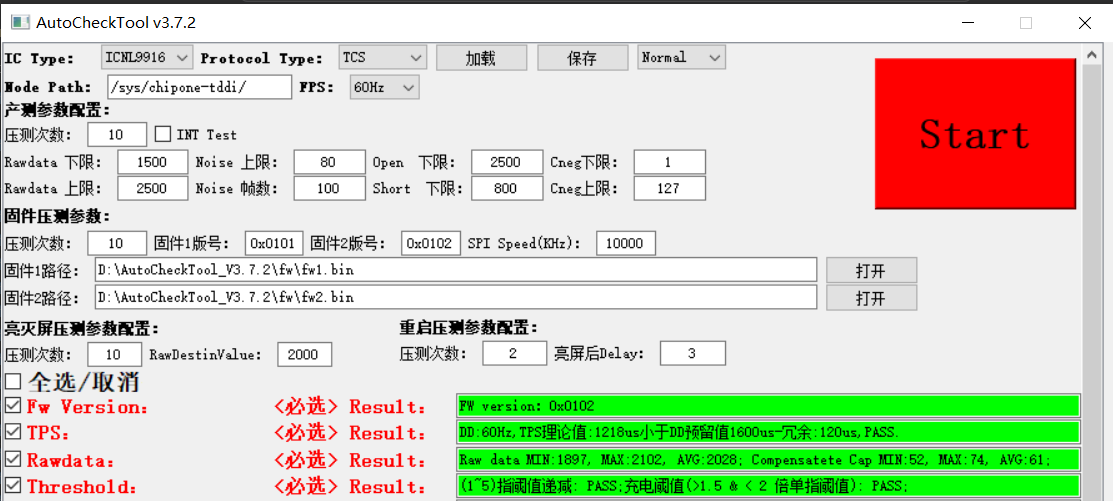 AutoCheckTool v3.7.2
IC Type: ICNL9916 Protocol Type: TCS 加载 保存 Normal
Node Path: /sys/chipone-tddi/ FPS: 60Hz
Start
产测参数配置:
压测次数: 10 INT Test
Rawdata 下限: 1500 Noise 上限: 80 Open 下限: 2500 Cneg下限: 1
Rawdata 上限: 2500 Noise 帧数: 100 Short 下限: 800 Cneg上限: 127
固件压测参数:
压测次数: 10 固件1版号: 0x0101 固件2版号: 0x0102 SPI Speed(KHz): 10000
固件1路径: D:\AutoCheckTool_V3.7.2\fw\fw1.bin 打开
固件2路径: D:\AutoCheckTool_V3.7.2\fw\fw2.bin 打开
亮灭屏压测参数配置: 重启压测参数配置:
压测次数: 10 RawDestinValue: 2000 压测次数: 2 亮屏后Delay: 3
全选/取消
Fw Version: <必选> Result: FW version: 0x0102
TPS: <必选> Result: DD:60Hz,TPS理论值:1218us小于DD预留值1600us-冗余:120us,PASS.
Rawdata: <必选> Result: Raw data MIN:1897, MAX:2102, AVG:2028; Compensatete Cap MIN:52, MAX:74, AVG:61;
Threshold: <必选> Result: (1~5)指阈值递减: PASS;充电阈值(>1.5 & < 2 倍单指阈值): PASS;